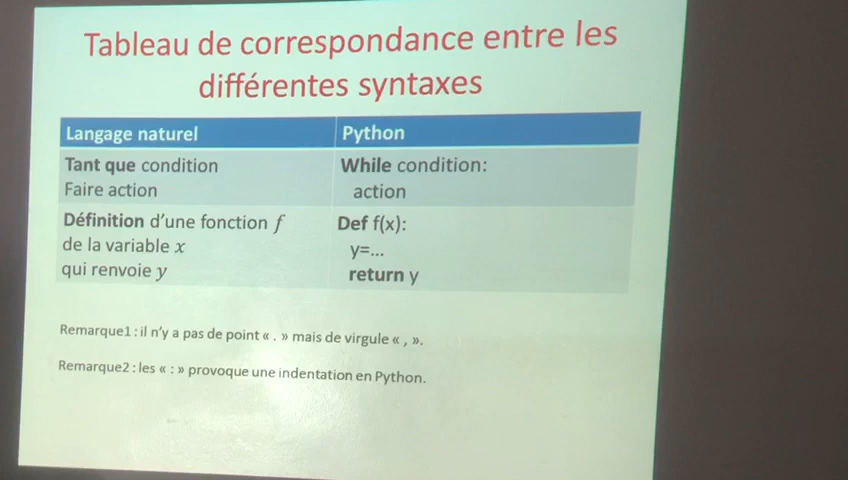 Tableau de correspondance entre les
différentes syntaxes
Langage naturel
Python
Tant que condition
Faire action
While condition:
action
Définition d'une fonction f
de la variable x
qui renvoie y
Def f(x):
y=...
return y
Remarque1 : il n'y a pas de point « . » mais de virgule « , ».
Remarque2 : les « : » provoque une indentation en Python.